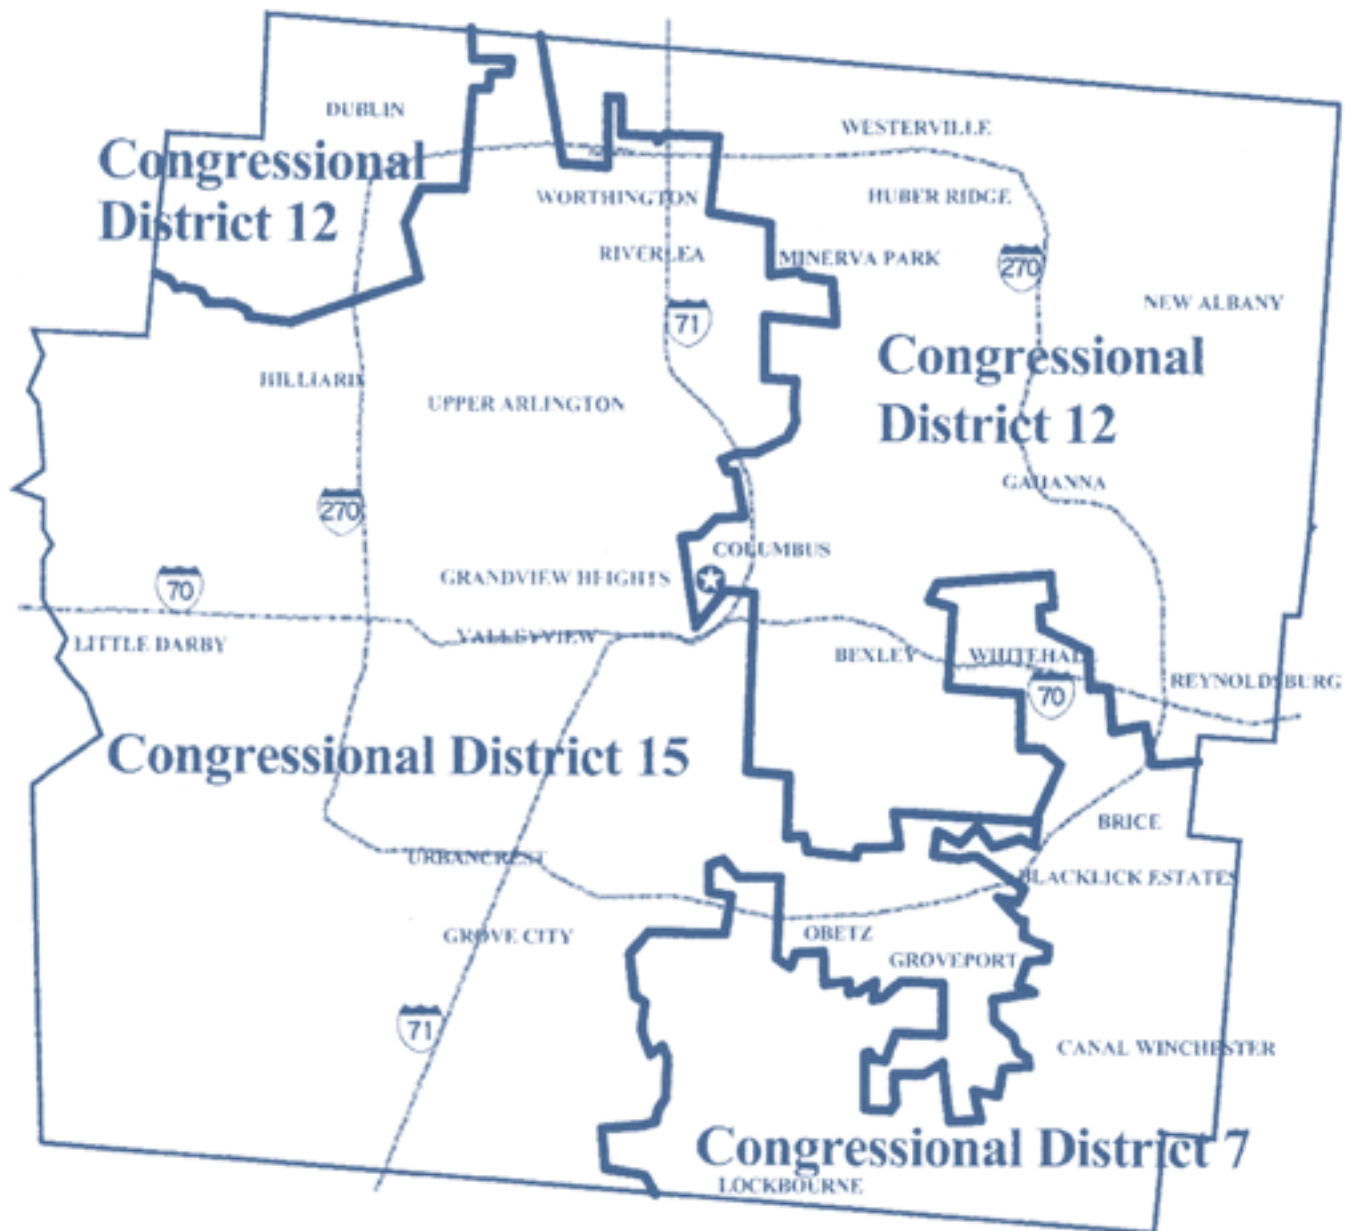 DUBLIN
WESTERVILLE
Congressional
District 12
WORTHINGTON
HUBER RIDGE
RIVERLEA
MINERVA PARK
270
NEW ALBANY
71
Congressional
District 12
HILLIARD
UPPER ARLINGTON
GAHANNA
270
COLUMBUS
GRANDVIEW HEIGHTS
70
LITTLE DARBY
VALLEYVIEW
BEXLEY
WHITEHALL
REYNOLDSBURG
70
Congressional District 15
BRICE
URBANCREST
BLACKLICK ESTATES
GROVE CITY
OBETZ
GROVEPORT
71
CANAL WINCHESTER
Congressional District 7
LOCKBOURNE